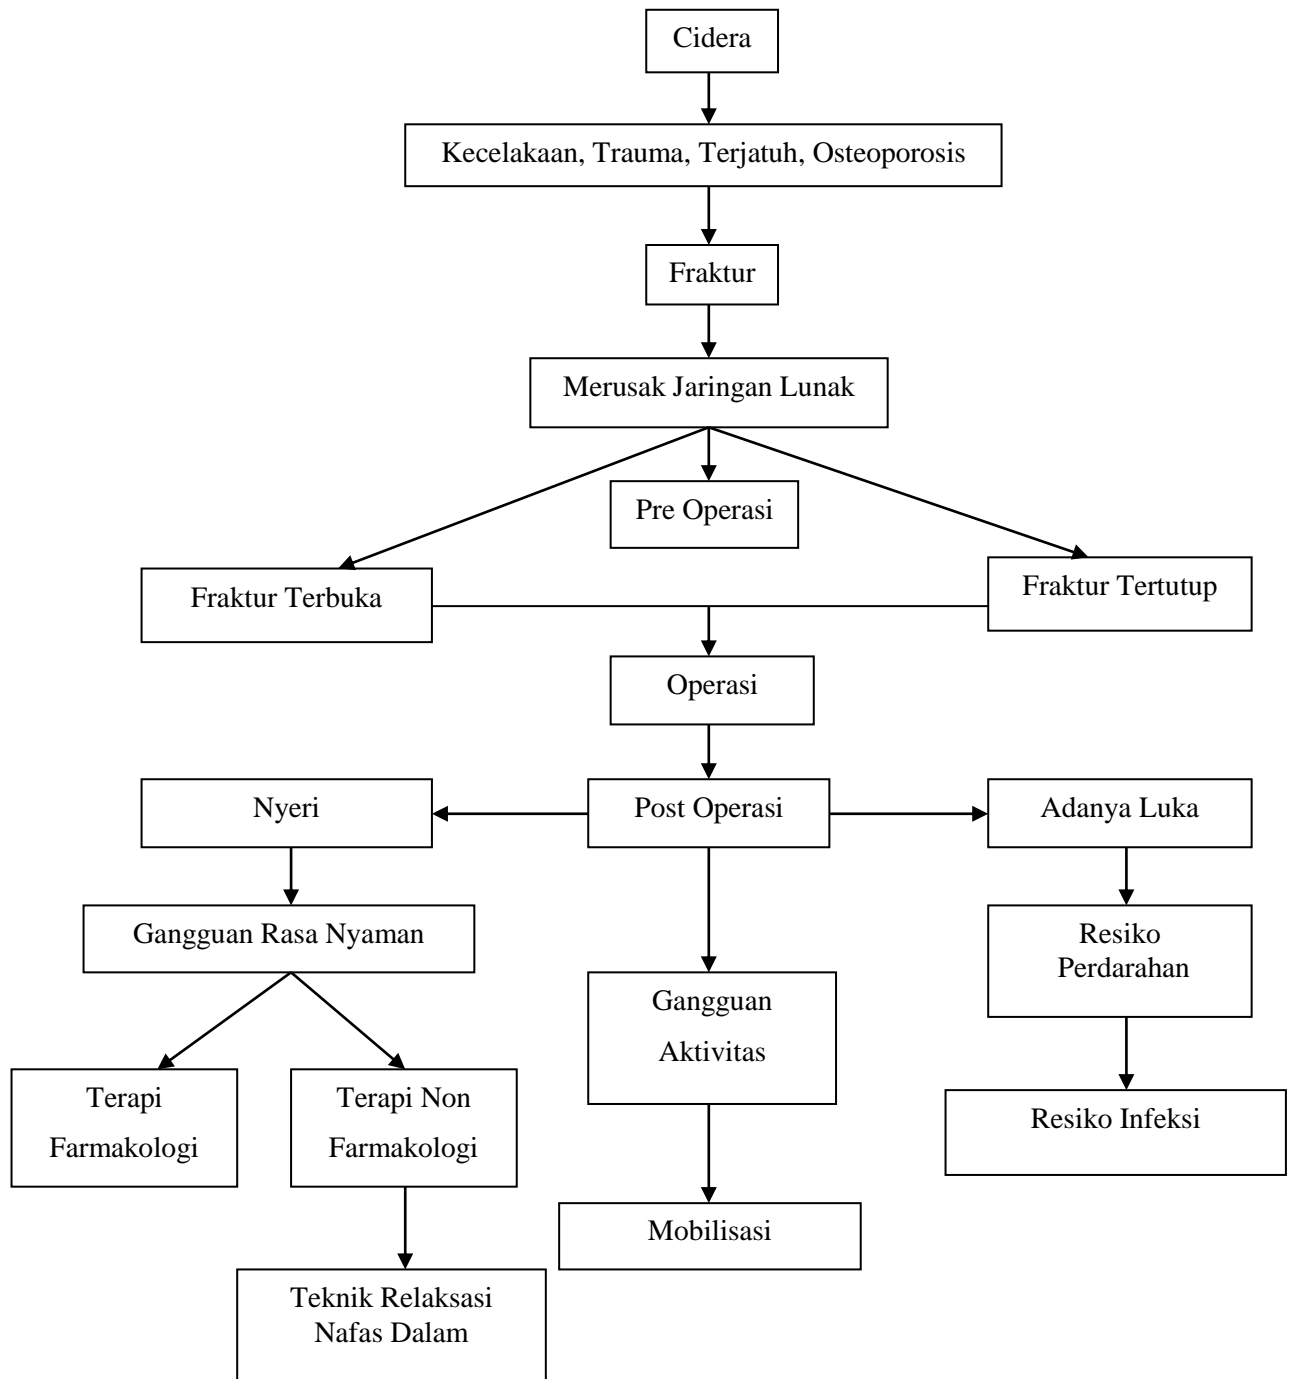 Cidera
Kecelakaan, Trauma, Terjatuh, Osteoporosis
Fraktur
Merusak Jaringan Lunak
Pre Operasi
Fraktur Terbuka
Fraktur Tertutup
Operasi
Nyeri
Post Operasi
Adanya Luka
Gangguan Rasa Nyaman
Resiko
Perdarahan
Gangguan
Aktivitas
Terapi
Farmakologi
Terapi Non
Farmakologi
Resiko Infeksi
Mobilisasi
Teknik Relaksasi
Nafas Dalam